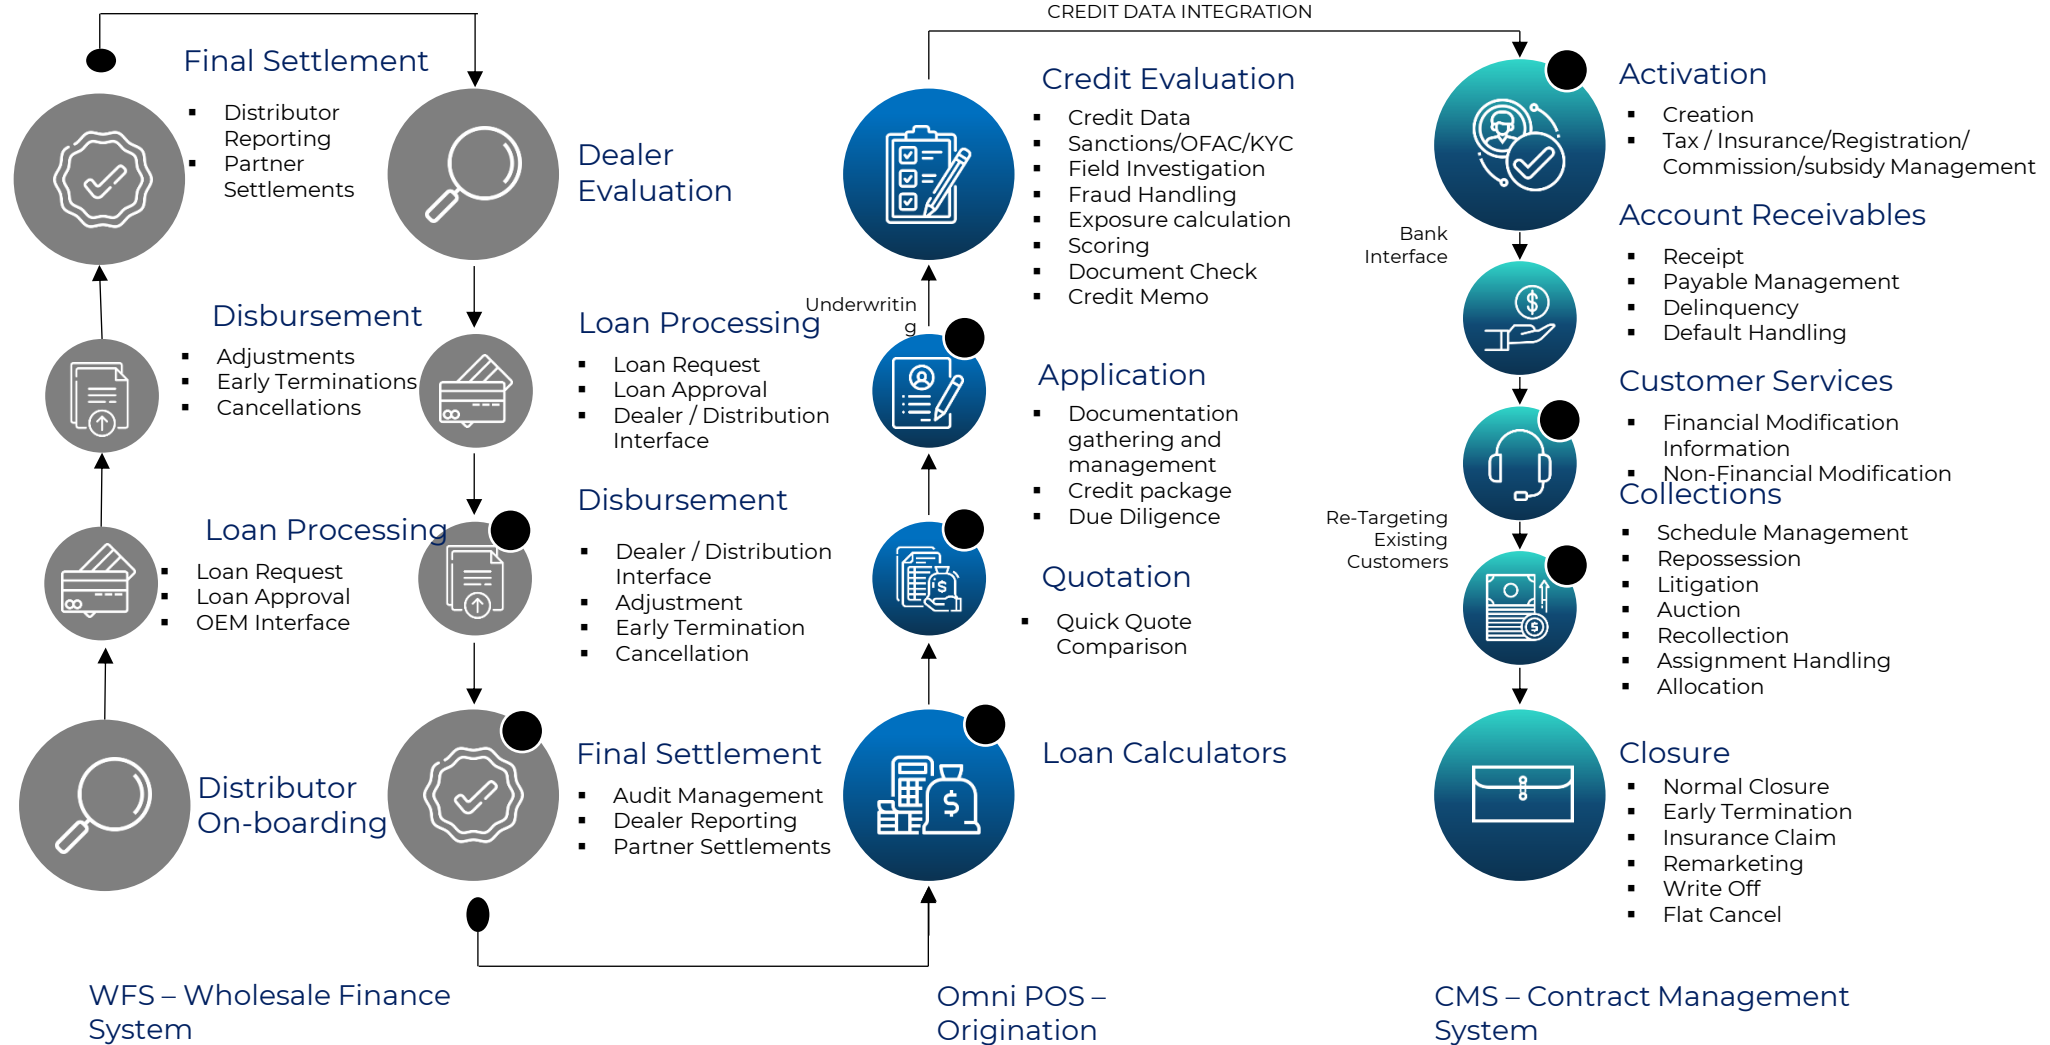 CREDIT DATA INTEGRATION
Final Settlement
▪ Distributor
Reporting
▪ Partner
Settlements
Disbursement
▪ Adjustments
▪ Early Terminations
▪ Cancellations
Loan Processing
▪ Loan Request
▪ Loan Approval
▪ OEM Interface
Distributor
On-boarding
Dealer
Evaluation
Loan Processing
▪ Loan Request
▪ Loan Approval
▪ Dealer / Distribution
Interface
Disbursement
▪ Dealer / Distribution
Interface
▪ Adjustment
▪ Early Termination
▪ Cancellation
Final Settlement
▪ Audit Management
▪ Dealer Reporting
▪ Partner Settlements
Underwritin
g
Credit Evaluation
▪ Credit Data
▪ Sanctions/OFAC/KYC
▪ Field Investigation
▪ Fraud Handling
▪ Exposure calculation
▪ Scoring
▪ Document Check
▪ Credit Memo
Application
▪ Documentation
gathering and
management
▪ Credit package
▪ Due Diligence
Quotation
▪ Quick Quote
Comparison
Loan Calculators
Bank
Interface
Re-Targeting
Existing
Customers
Activation
▪ Creation
▪ Tax / Insurance/Registration/
Commission/subsidy Management
Account Receivables
▪ Receipt
▪ Payable Management
▪ Delinquency
▪ Default Handling
Customer Services
▪ Financial Modification
Information
▪ Non-Financial Modification
Collections
▪ Schedule Management
▪ Repossession
▪ Litigation
▪ Auction
▪ Recollection
▪ Assignment Handling
▪ Allocation
Closure
▪ Normal Closure
▪ Early Termination
▪ Insurance Claim
▪ Remarketing
▪ Write Off
▪ Flat Cancel
WFS – Wholesale Finance
System
Omni POS –
Origination
CMS – Contract Management
System